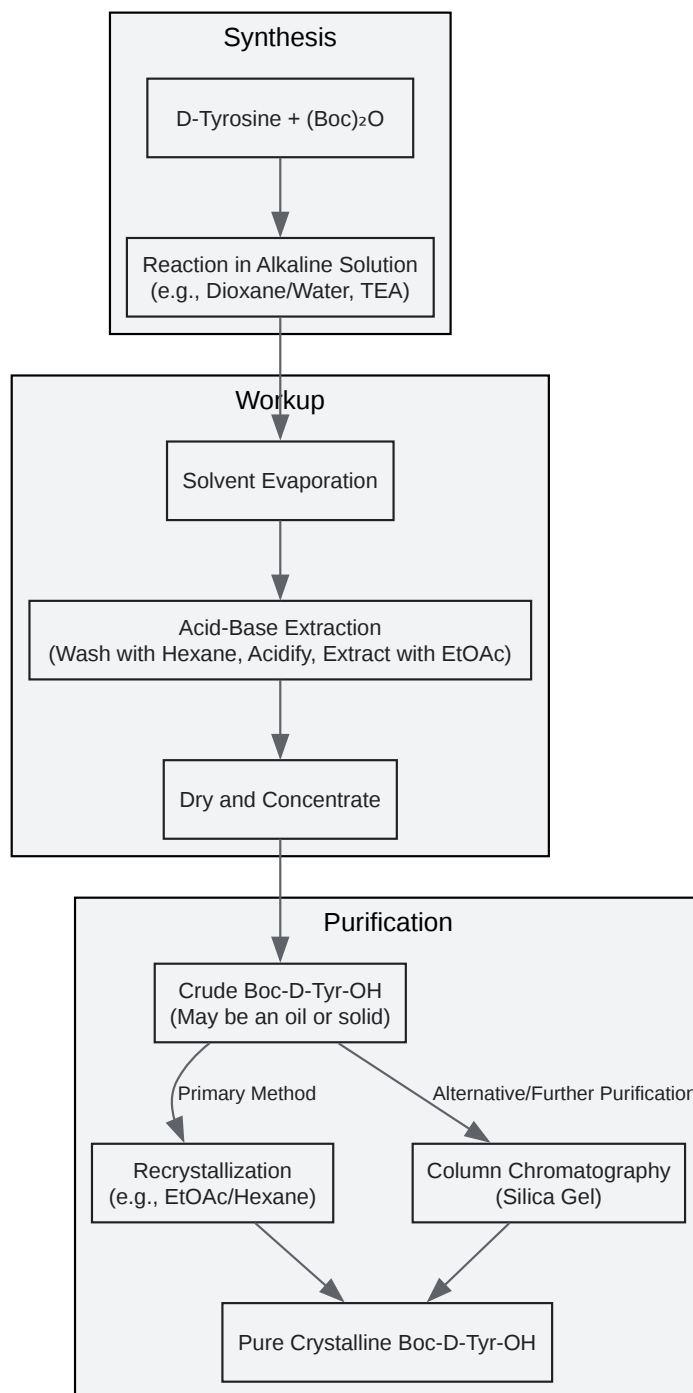 Synthesis
D-Tyrosine + (Boc)₂O
Reaction in Alkaline Solution
(e.g., Dioxane/Water, TEA)
Workup
Solvent Evaporation
Acid-Base Extraction
(Wash with Hexane, Acidify, Extract with EtOAc)
Dry and Concentrate
Purification
Crude Boc-D-Tyr-OH
(May be an oil or solid)
Primary Method
Alternative/Further Purification
Recrystallization
(e.g., EtOAc/Hexane)
Column Chromatography
(Silica Gel)
Pure Crystalline Boc-D-Tyr-OH